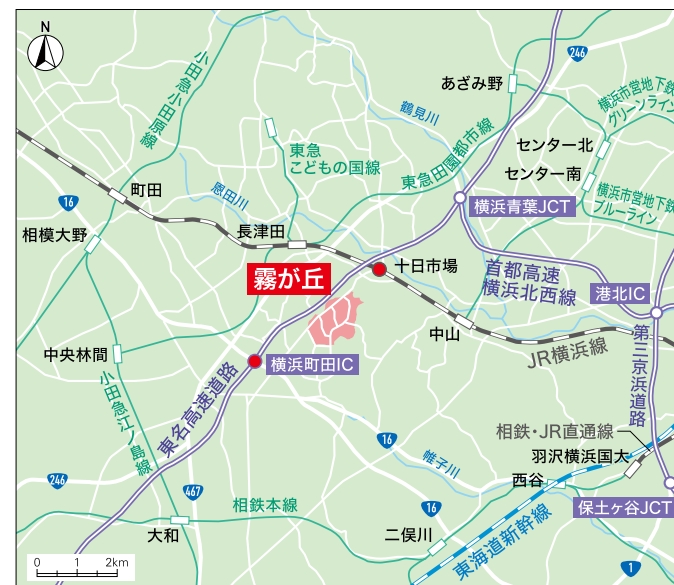 N
246
あざみ野
小田急小田原線
鶴見川
横浜市営地下鉄
グリーンライン
センター北
センター南
東急
こどもの国線
東急田園都市線
恩田川
横浜市営地下鉄
ブルーライン
町田
16
相模大野
長津田
横浜青葉JCT
十日市場
霧が丘
首都高速
横浜北西線
港北IC
中山
JR横浜線
第三京浜道路
中央林間
横浜町田IC
小田急江ノ島線
東名高速道路
相鉄・JR直通線
羽沢横浜国大
16
帷子川
246
467
西谷
16
相鉄本線
保土ヶ谷JCT
大和
二俣川
東海道新幹線
1
0 1 2km